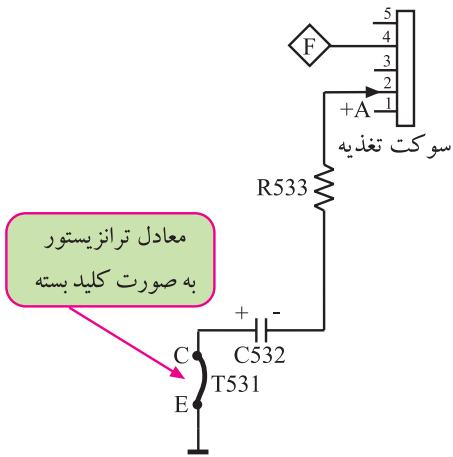 5
F
4
3
2
+A
1
سوکت تغذیه
R533
معادل ترانزیستور
به صورت کلید بسته
+ -
C532
C
T531
E